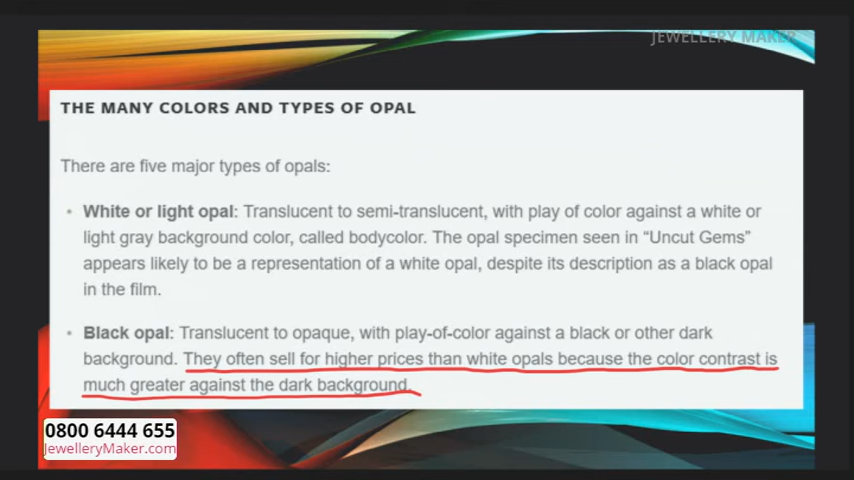 JEWELLERY MAKER
THE MANY COLORS AND TYPES OF OPAL
There are five major types of opals:
• White or light opal: Translucent to semi-translucent, with play of color against a white or
light gray background color, called bodycolor. The opal specimen seen in “Uncut Gems”
appears likely to be a representation of a white opal, despite its description as a black opal
in the film.
• Black opal: Translucent to opaque, with play-of-color against a black or other dark
background. They often sell for higher prices than white opals because the color contrast is
much greater against the dark background.
0800 6444 655
JewelleryMaker.com